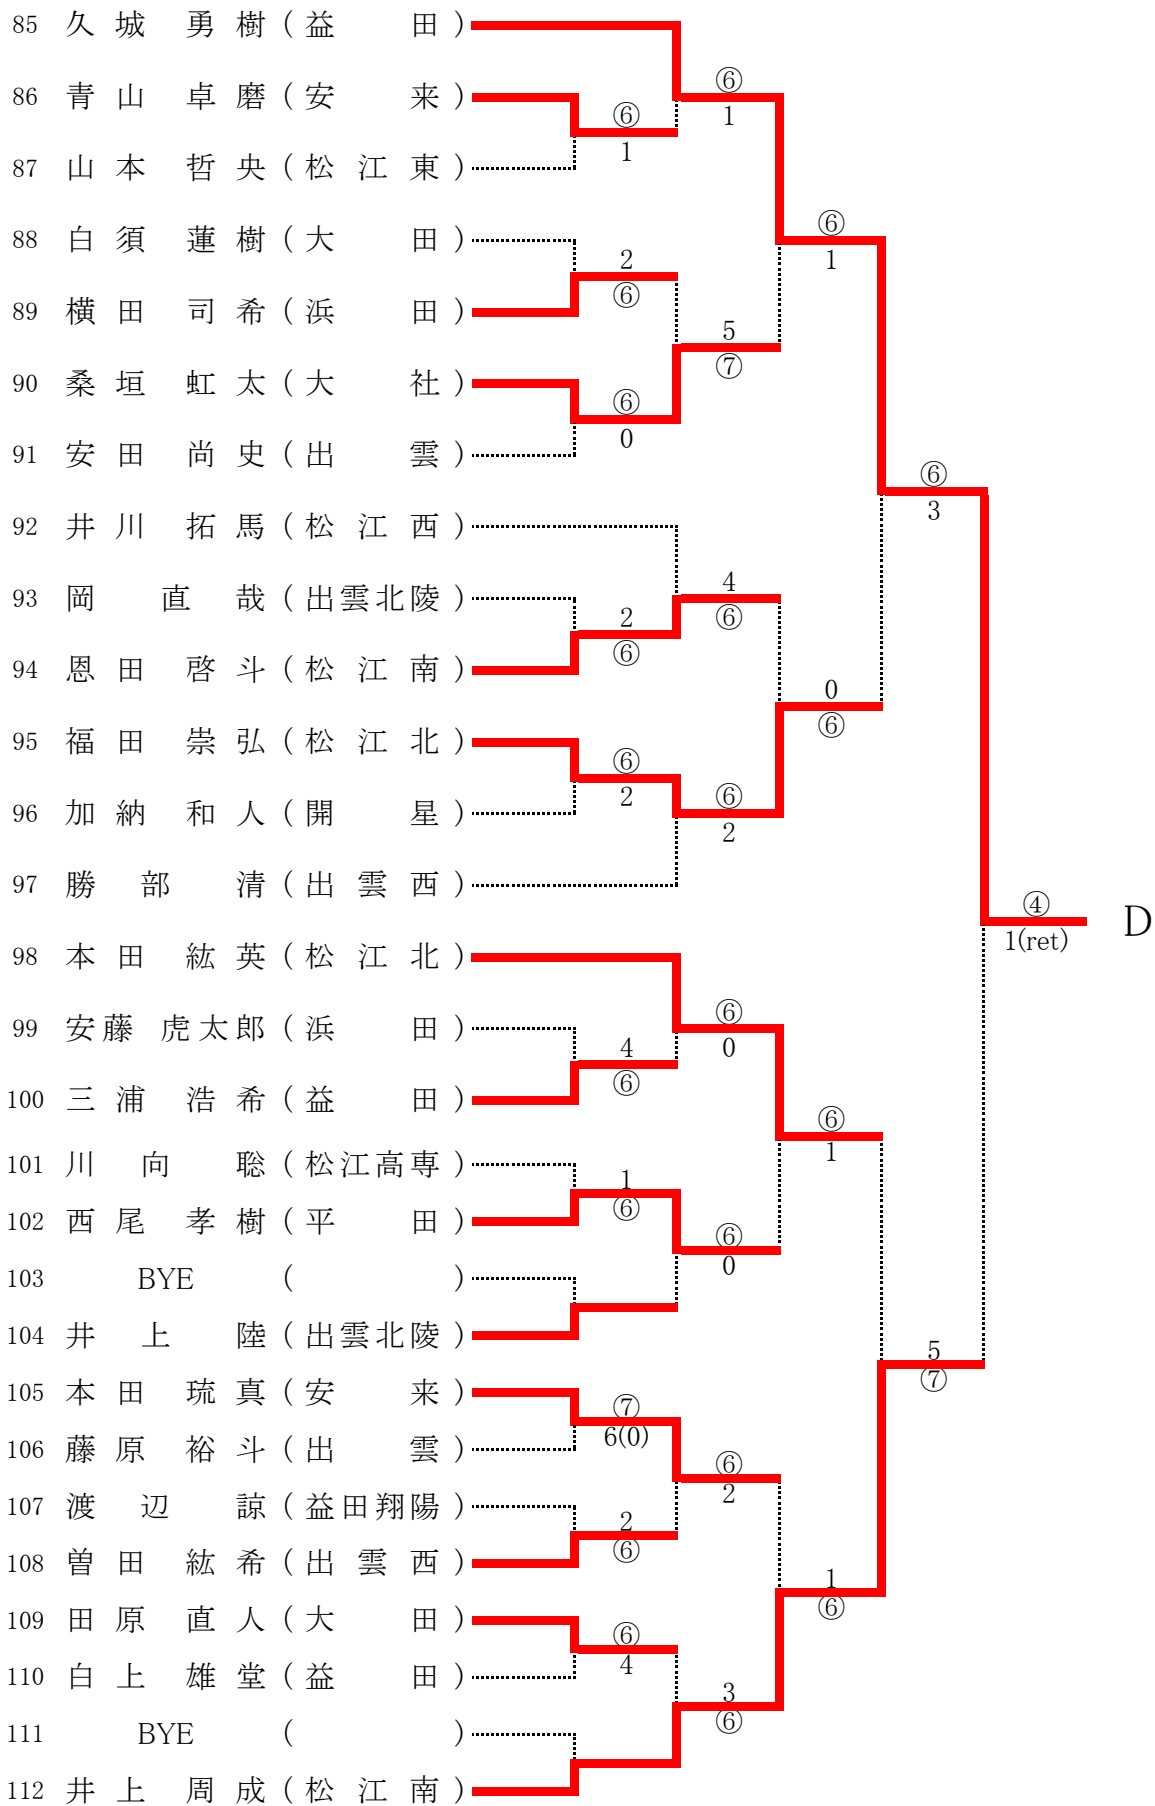 85 久城 勇樹 (益田)
⑥
86 青山 卓磨 (安来)
⑥ 1
1
87 山本 哲央 (松江東)
⑥
88 白須 蓮樹 (大田)
2 1
⑥
89 横田 司希 (浜田)
5
⑦
90 桑垣 虹太 (大社)
⑥
0
91 安田 尚史 (出雲)
⑥
3
92 井川 拓馬 (松江西)
4
93 岡 直哉 (出雲北陵)
2 ⑥
⑥
94 恩田 啓斗 (松江南)
0
⑥
95 福田 崇弘 (松江北)
⑥
2 ⑥
96 加納 和人 (開星)
2
97 勝部 清 (出雲西)
④
D
1(ret)
98 本田 紘英 (松江北)
⑥
99 安藤 虎太郎 (浜田)
4 0
⑥
100 三浦 浩希 (益田)
⑥
1
101 川向 聡 (松江高専)
1
⑥
102 西尾 孝樹 (平田)
⑥
0
103 BYE ( )
104 井上 陸 (出雲北陵)
5
⑦
105 本田 琉真 (安来)
⑦
6(0)
106 藤原 裕斗 (出雲)
⑥
2
107 渡辺 諒 (益田翔陽)
2
⑥
108 曽田 紘希 (出雲西)
1
⑥
109 田原 直人 (大田)
⑥
4
110 白上 雄堂 (益田)
3
⑥
111 BYE ( )
112 井上 周成 (松江南)